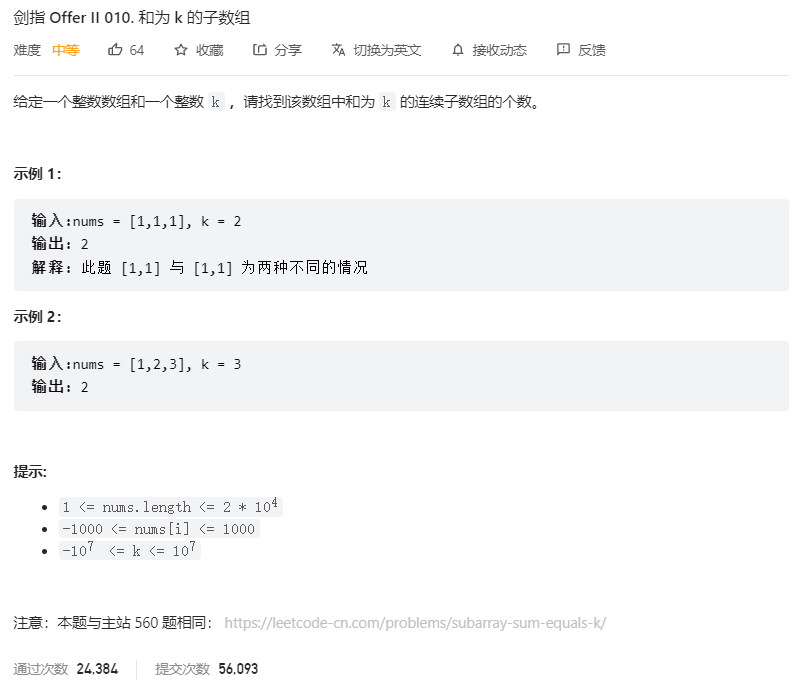 剑指 Offer II 010. 和为 k 的子数组
难度 中等 64 收藏 分享 切换为英文 接收动态 反馈
给定一个整数数组和一个整数 k ，请找到该数组中和为 k 的连续子数组的个数。
示例 1：
输入:nums = [1,1,1], k = 2
输出: 2
解释: 此题 [1,1] 与 [1,1] 为两种不同的情况
示例 2：
输入:nums = [1,2,3], k = 3
输出: 2
提示:
1 <= nums.length <= 2 * 10⁴
-1000 <= nums[i] <= 1000
-10⁷ <= k <= 10⁷
注意：本题与主站 560 题相同： https://leetcode-cn.com/problems/subarray-sum-equals-k/
通过次数 24,384 提交次数 56,093